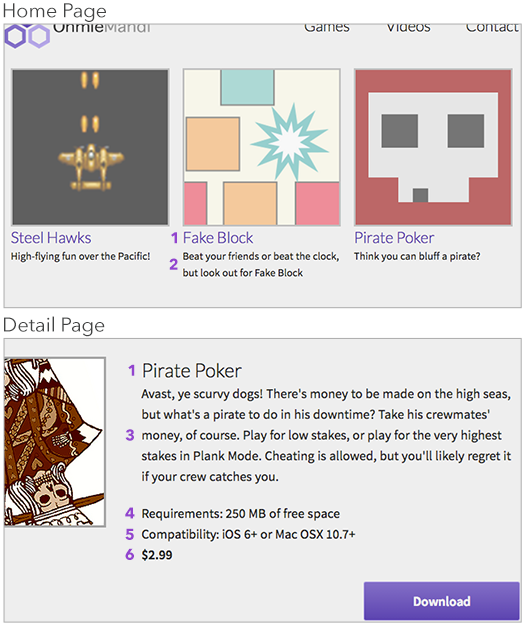 Home Page
OhmieMandi
Games Videos Contact
Steel Hawks 1 Fake Block Pirate Poker
High-flying fun over the Pacific! 2 Beat your friends or beat the clock, Think you can bluff a pirate?
but look out for Fake Block
Detail Page
1 Pirate Poker
Avast, ye scurvy dogs! There's money to be made on the high seas,
but what's a pirate to do in his downtime? Take his crewmates'
3 money, of course. Play for low stakes, or play for the very highest
stakes in Plank Mode. Cheating is allowed, but you'll likely regret it
if your crew catches you.
4 Requirements: 250 MB of free space
5 Compatibility: iOS 6+ or Mac OSX 10.7+
6 $2.99
Download